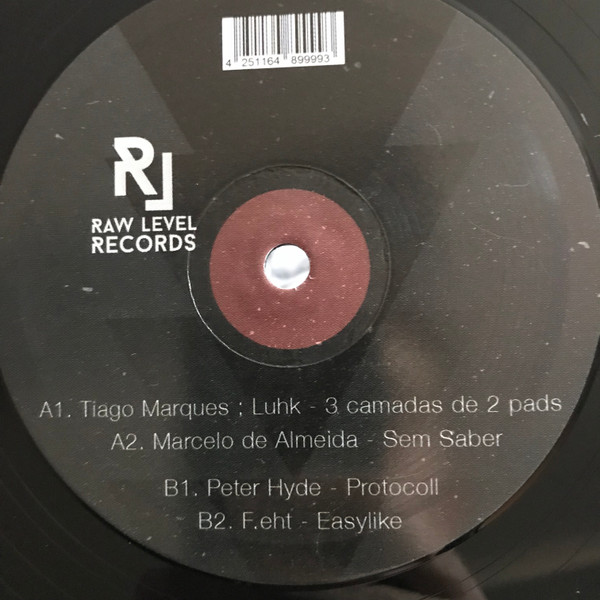 4 251164 899993
RL
RAW LEVEL
RECORDS
A1. Tiago Marques ; Luhk - 3 camadas de 2 pads
A2. Marcelo de Almeida - Sem Saber
B1. Peter Hyde - Protocoll
B2. F.eht - Easylike